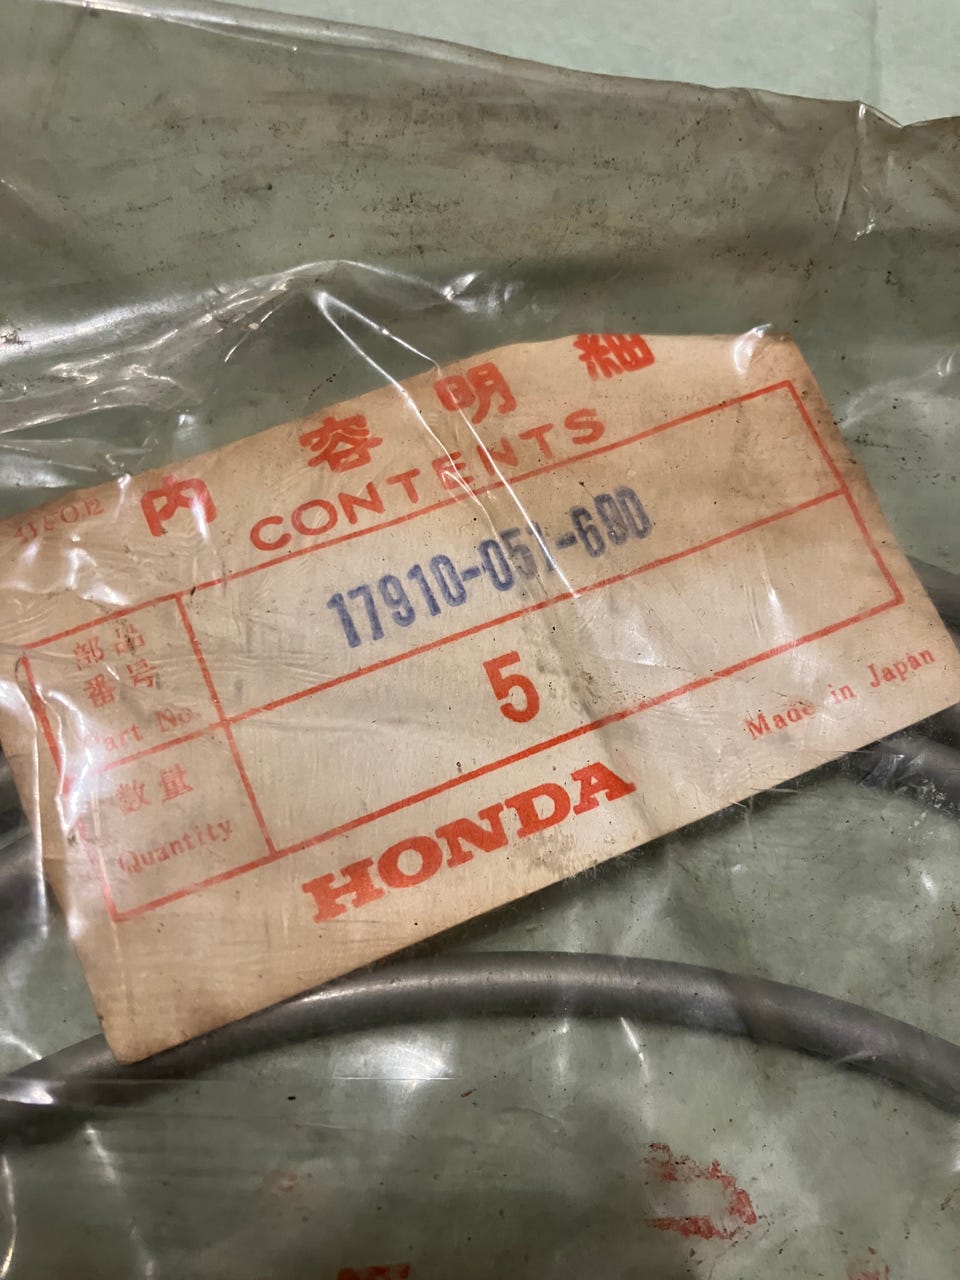 内容明細
CONTENTS
部品
番号
Part No.
17910-051-680
数量
Quantity
5
HONDA
Made in Japan